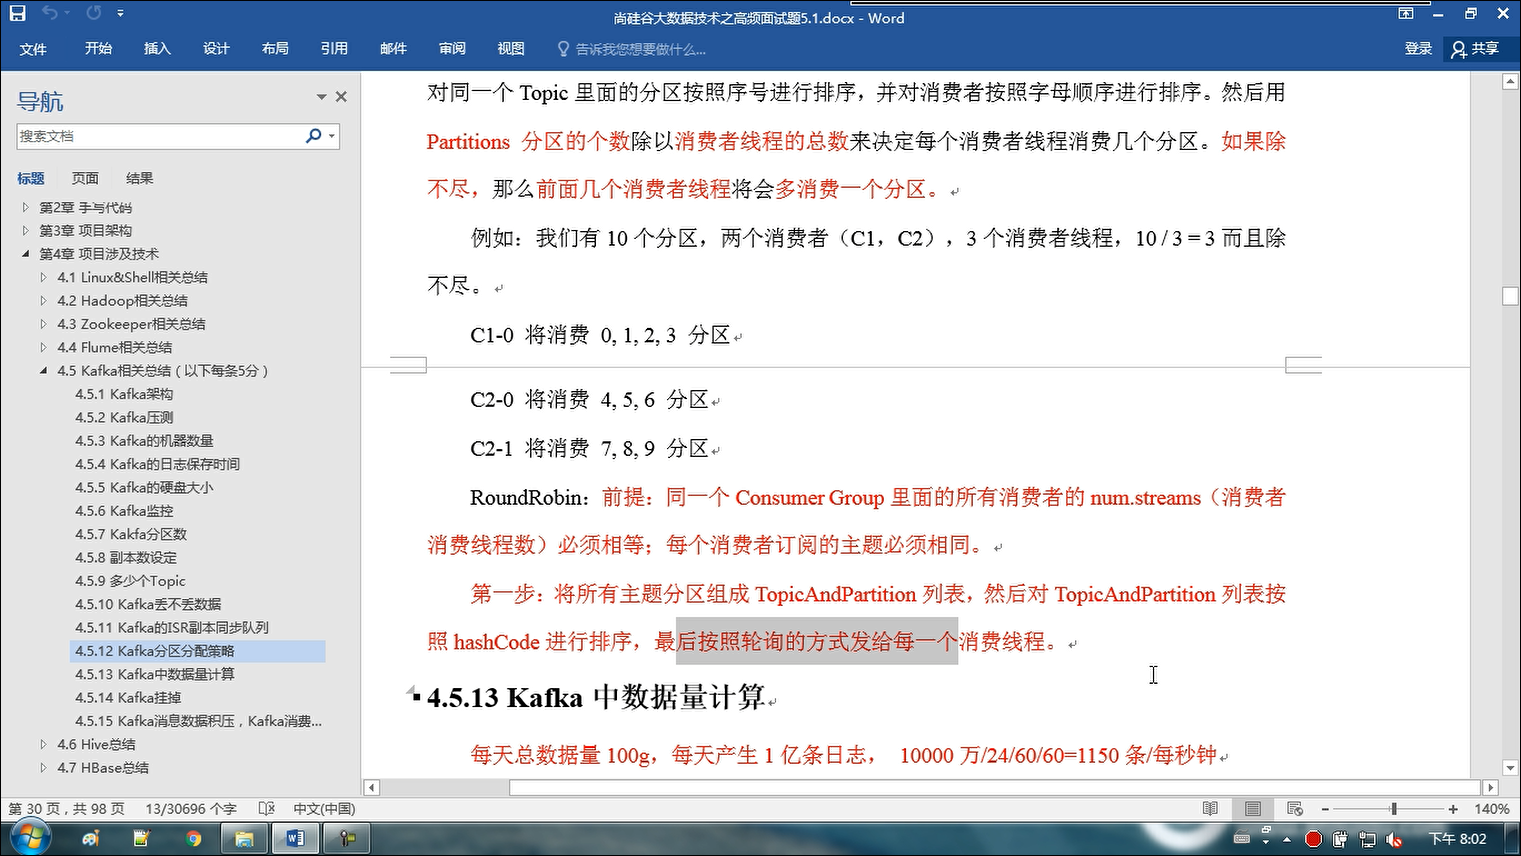 尚硅谷大数据技术之高频面试题5.1.docx - Word
文件 开始 插入 设计 布局 引用 邮件 审阅 视图 告诉我您想要做什么... 登录 共享
导航
搜索文档
标题 页面 结果
第2章 手写代码
第3章 项目架构
第4章 项目涉及技术
4.1 Linux&Shell相关总结
4.2 Hadoop相关总结
4.3 Zookeeper相关总结
4.4 Flume相关总结
4.5 Kafka相关总结（以下每条5分）
4.5.1 Kafka架构
4.5.2 Kafka压测
4.5.3 Kafka的机器数量
4.5.4 Kafka的日志保存时间
4.5.5 Kafka的硬盘大小
4.5.6 Kafka监控
4.5.7 Kakfa分区数
4.5.8 副本数设定
4.5.9 多少个Topic
4.5.10 Kafka丢不丢数据
4.5.11 Kafka的ISR副本同步队列
4.5.12 Kafka分区分配策略
4.5.13 Kafka中数据量计算
4.5.14 Kafka挂掉
4.5.15 Kafka消息数据积压，Kafka消费...
4.6 Hive总结
4.7 HBase总结
对同一个 Topic 里面的分区按照序号进行排序，并对消费者按照字母顺序进行排序。然后用
Partitions 分区的个数除以消费者线程的总数来决定每个消费者线程消费几个分区。如果除
不尽，那么前面几个消费者线程将会多消费一个分区。
例如：我们有 10 个分区，两个消费者（C1，C2），3 个消费者线程，10 / 3 = 3 而且除
不尽。
C1-0 将消费 0, 1, 2, 3 分区
C2-0 将消费 4, 5, 6 分区
C2-1 将消费 7, 8, 9 分区
RoundRobin：前提：同一个 Consumer Group 里面的所有消费者的 num.streams（消费者
消费线程数）必须相等；每个消费者订阅的主题必须相同。
第一步：将所有主题分区组成 TopicAndPartition 列表，然后对 TopicAndPartition 列表按
照 hashCode 进行排序，最后按照轮询的方式发给每一个消费线程。
4.5.13 Kafka 中数据量计算
每天总数据量 100g，每天产生 1 亿条日志， 10000 万/24/60/60=1150 条/每秒钟
第 30 页，共 98 页 13/30696 个字 中文(中国) 140%
下午 8:02